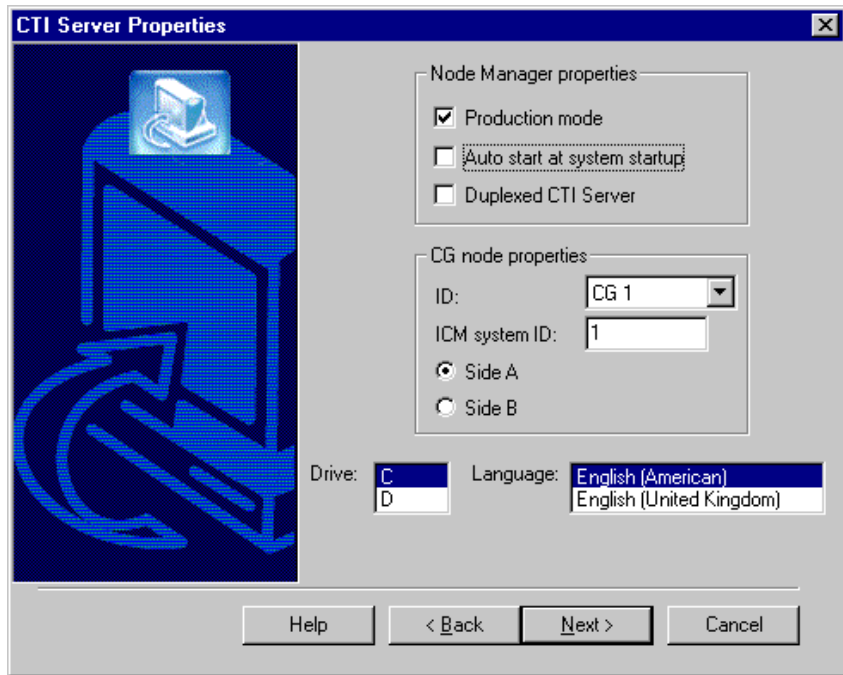 CTI Server Properties
Node Manager properties
Production mode
Auto start at system startup
Duplexed CTI Server
CG node properties
ID: CG 1
ICM system ID: 1
Side A
Side B
Drive: C Language: English (American)
D English (United Kingdom)
Help < Back Next > Cancel